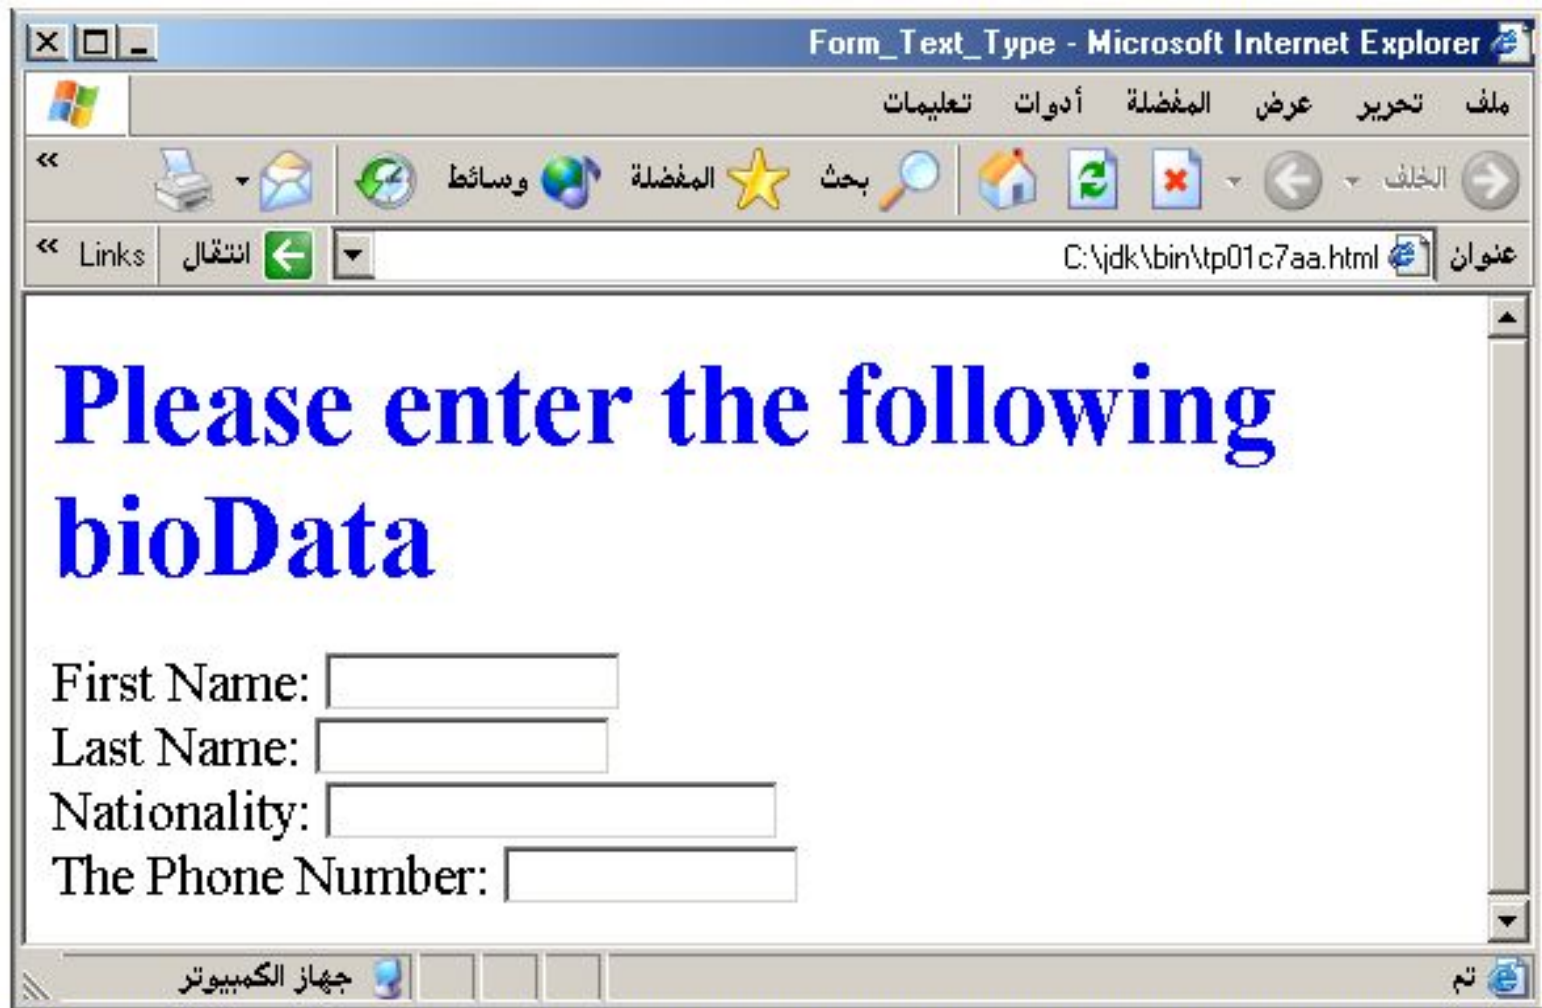 Form_Text_Type - Microsoft Internet Explorer
ملف تحرير عرض المفضلة أدوات تعليمات
الخلف بحث المفضلة وسائط »
عنوان C:\jdk\bin\tp01c7aa.html انتقال Links »
Please enter the following
bioData
First Name:
Last Name:
Nationality:
The Phone Number:
تم جهاز الكمبيوتر